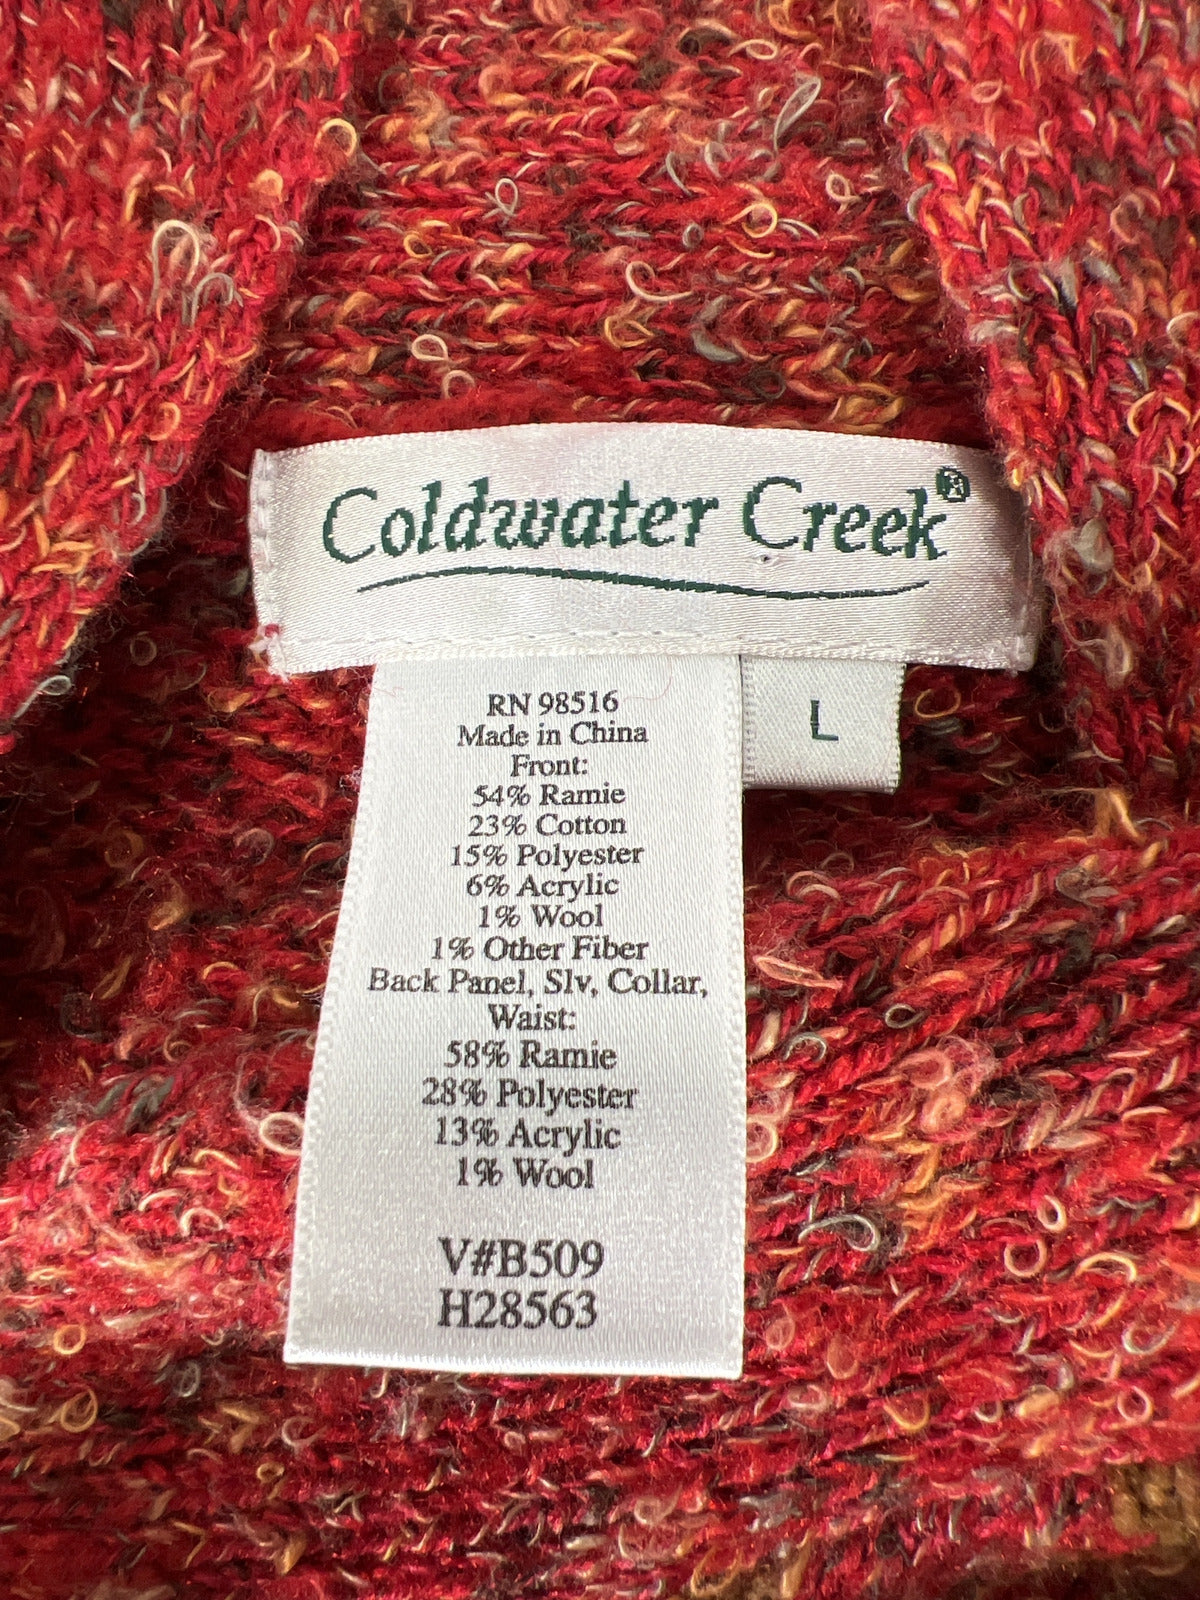 Coldwater Creek®
L
RN 98516
Made in China
Front:
54% Ramie
23% Cotton
15% Polyester
6% Acrylic
1% Wool
1% Other Fiber
Back Panel, Slv, Collar,
Waist:
58% Ramie
28% Polyester
13% Acrylic
1% Wool
V#B509
H28563